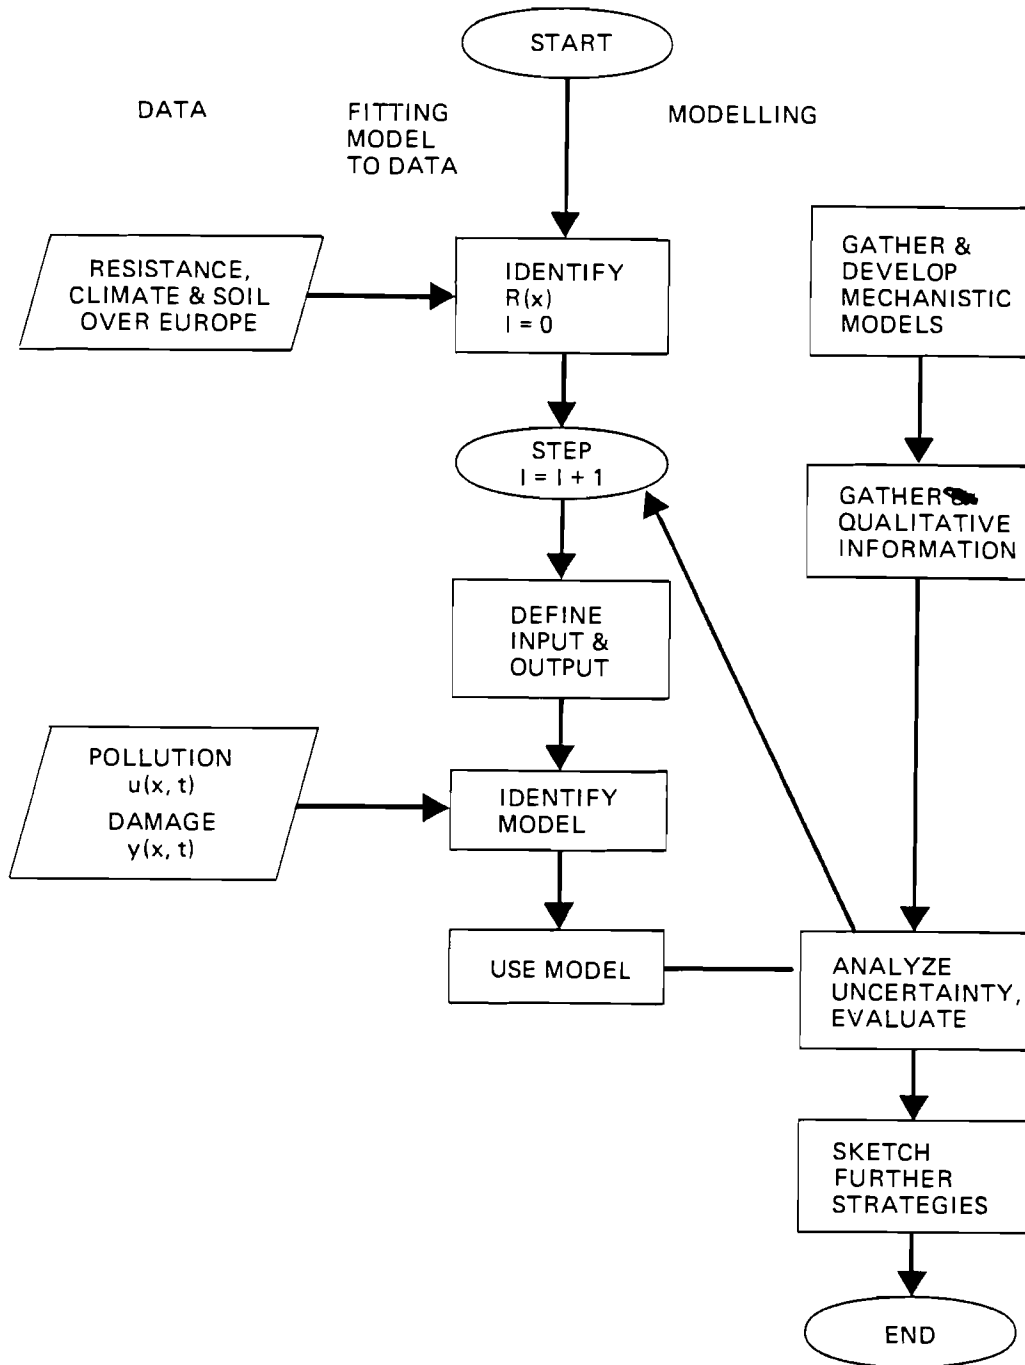 START
DATA
FITTING
MODEL
TO DATA
MODELLING
RESISTANCE,
CLIMATE & SOIL
OVER EUROPE
IDENTIFY
R(x)
I = 0
GATHER &
DEVELOP
MECHANISTIC
MODELS
STEP
I = I + 1
GATHER
QUALITATIVE
INFORMATION
DEFINE
INPUT &
OUTPUT
POLLUTION
u(x, t)
DAMAGE
y(x, t)
IDENTIFY
MODEL
USE MODEL
ANALYZE
UNCERTAINTY,
EVALUATE
SKETCH
FURTHER
STRATEGIES
END